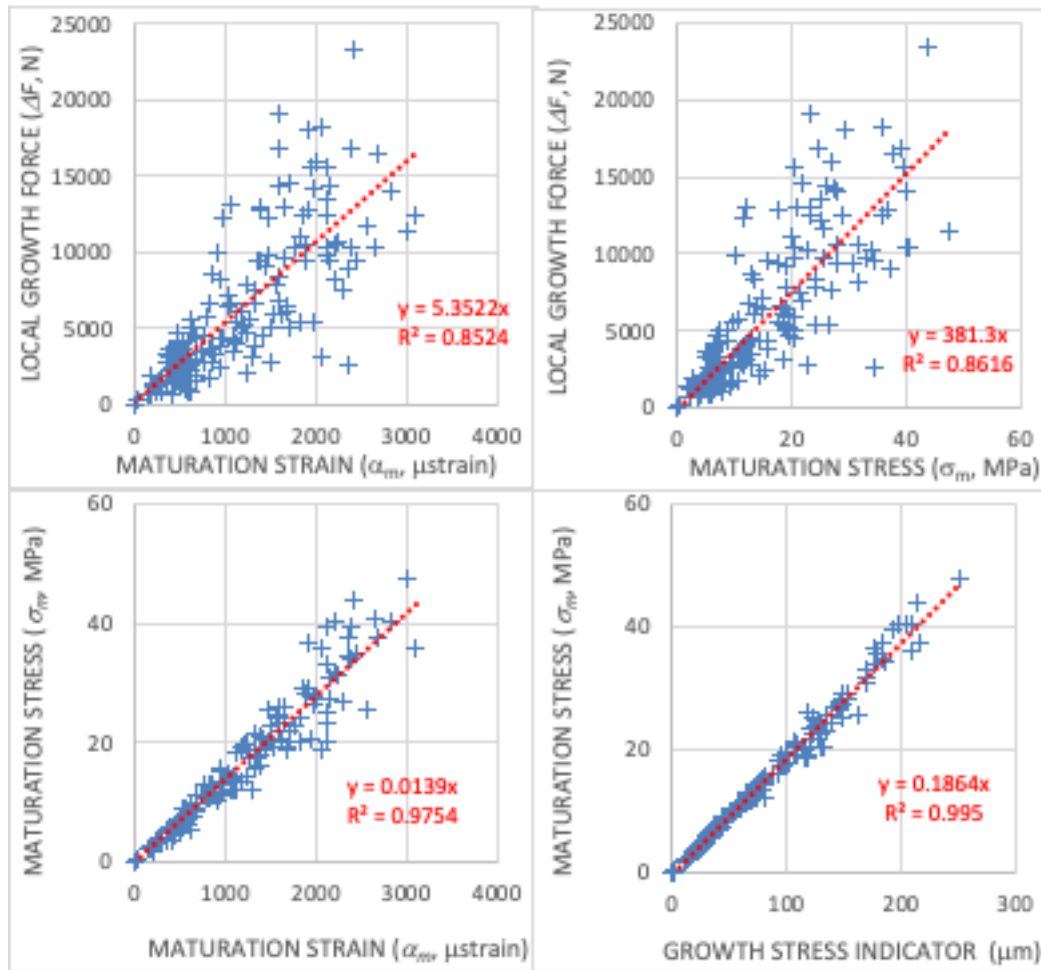 LOCAL GROWTH FORCE (ΔF, N)
25000
20000
15000
10000
5000
0
y = 5.3522x
R² = 0.8524
0 1000 2000 3000 4000
MATURATION STRAIN (αm, µstrain)
LOCAL GROWTH FORCE (ΔF, N)
25000
20000
15000
10000
5000
0
y = 381.3x
R² = 0.8616
0 20 40 60
MATURATION STRESS (σm, MPa)
MATURATION STRESS (σm, MPa)
60
40
20
0
y = 0.0139x
R² = 0.9754
0 1000 2000 3000 4000
MATURATION STRAIN (αm, µstrain)
MATURATION STRESS (σm, MPa)
60
40
20
0
y = 0.1864x
R² = 0.995
0 100 200 300
GROWTH STRESS INDICATOR (µm)